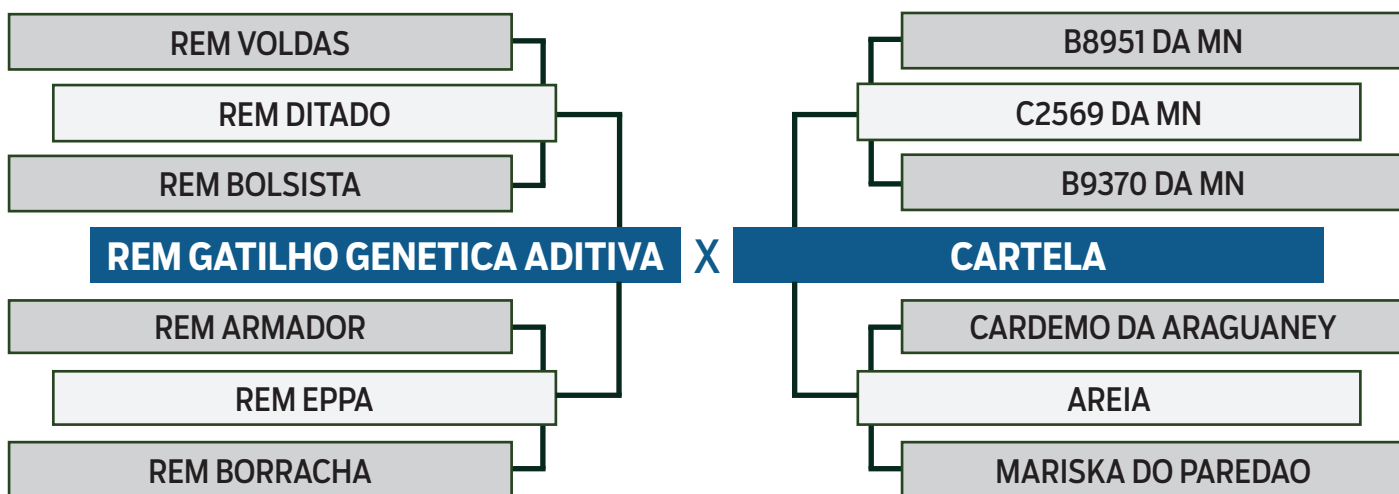 REM VOLDAS
REM DITADO
REM BOLSISTA
REM GATILHO GENETICA ADITIVA
REM ARMADOR
REM EPPA
REM BORRACHA
X
B8951 DA MN
C2569 DA MN
B9370 DA MN
CARTELA
CARDEMO DA ARAGUANEY
AREIA
MARISKA DO PAREDAO